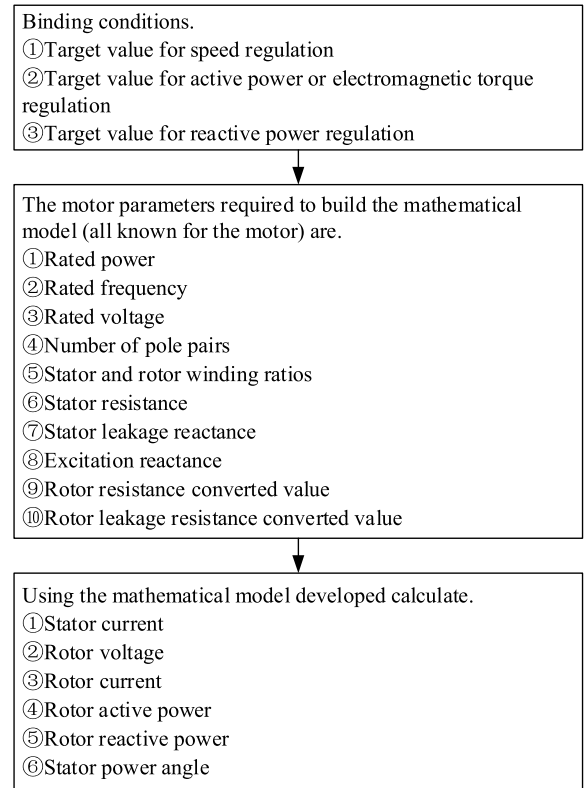 Binding conditions.
①Target value for speed regulation
②Target value for active power or electromagnetic torque
regulation
③Target value for reactive power regulation
The motor parameters required to build the mathematical
model (all known for the motor) are.
①Rated power
②Rated frequency
③Rated voltage
④Number of pole pairs
⑤Stator and rotor winding ratios
⑥Stator resistance
⑦Stator leakage reactance
⑧Excitation reactance
⑨Rotor resistance converted value
⑩Rotor leakage resistance converted value
Using the mathematical model developed calculate.
①Stator current
②Rotor voltage
③Rotor current
④Rotor active power
⑤Rotor reactive power
⑥Stator power angle